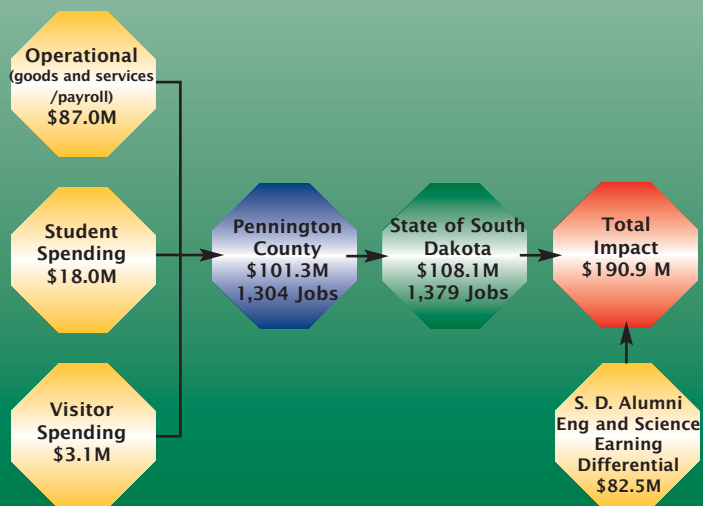 Operational
(goods and services
/payroll)
$87.0M
Student
Spending
$18.0M
Visitor
Spending
$3.1M
Pennington
County
$101.3M
1,304 Jobs
State of South
Dakota
$108.1M
1,379 Jobs
Total
Impact
$190.9 M
S. D. Alumni
Eng and Science
Earning
Differential
$82.5M